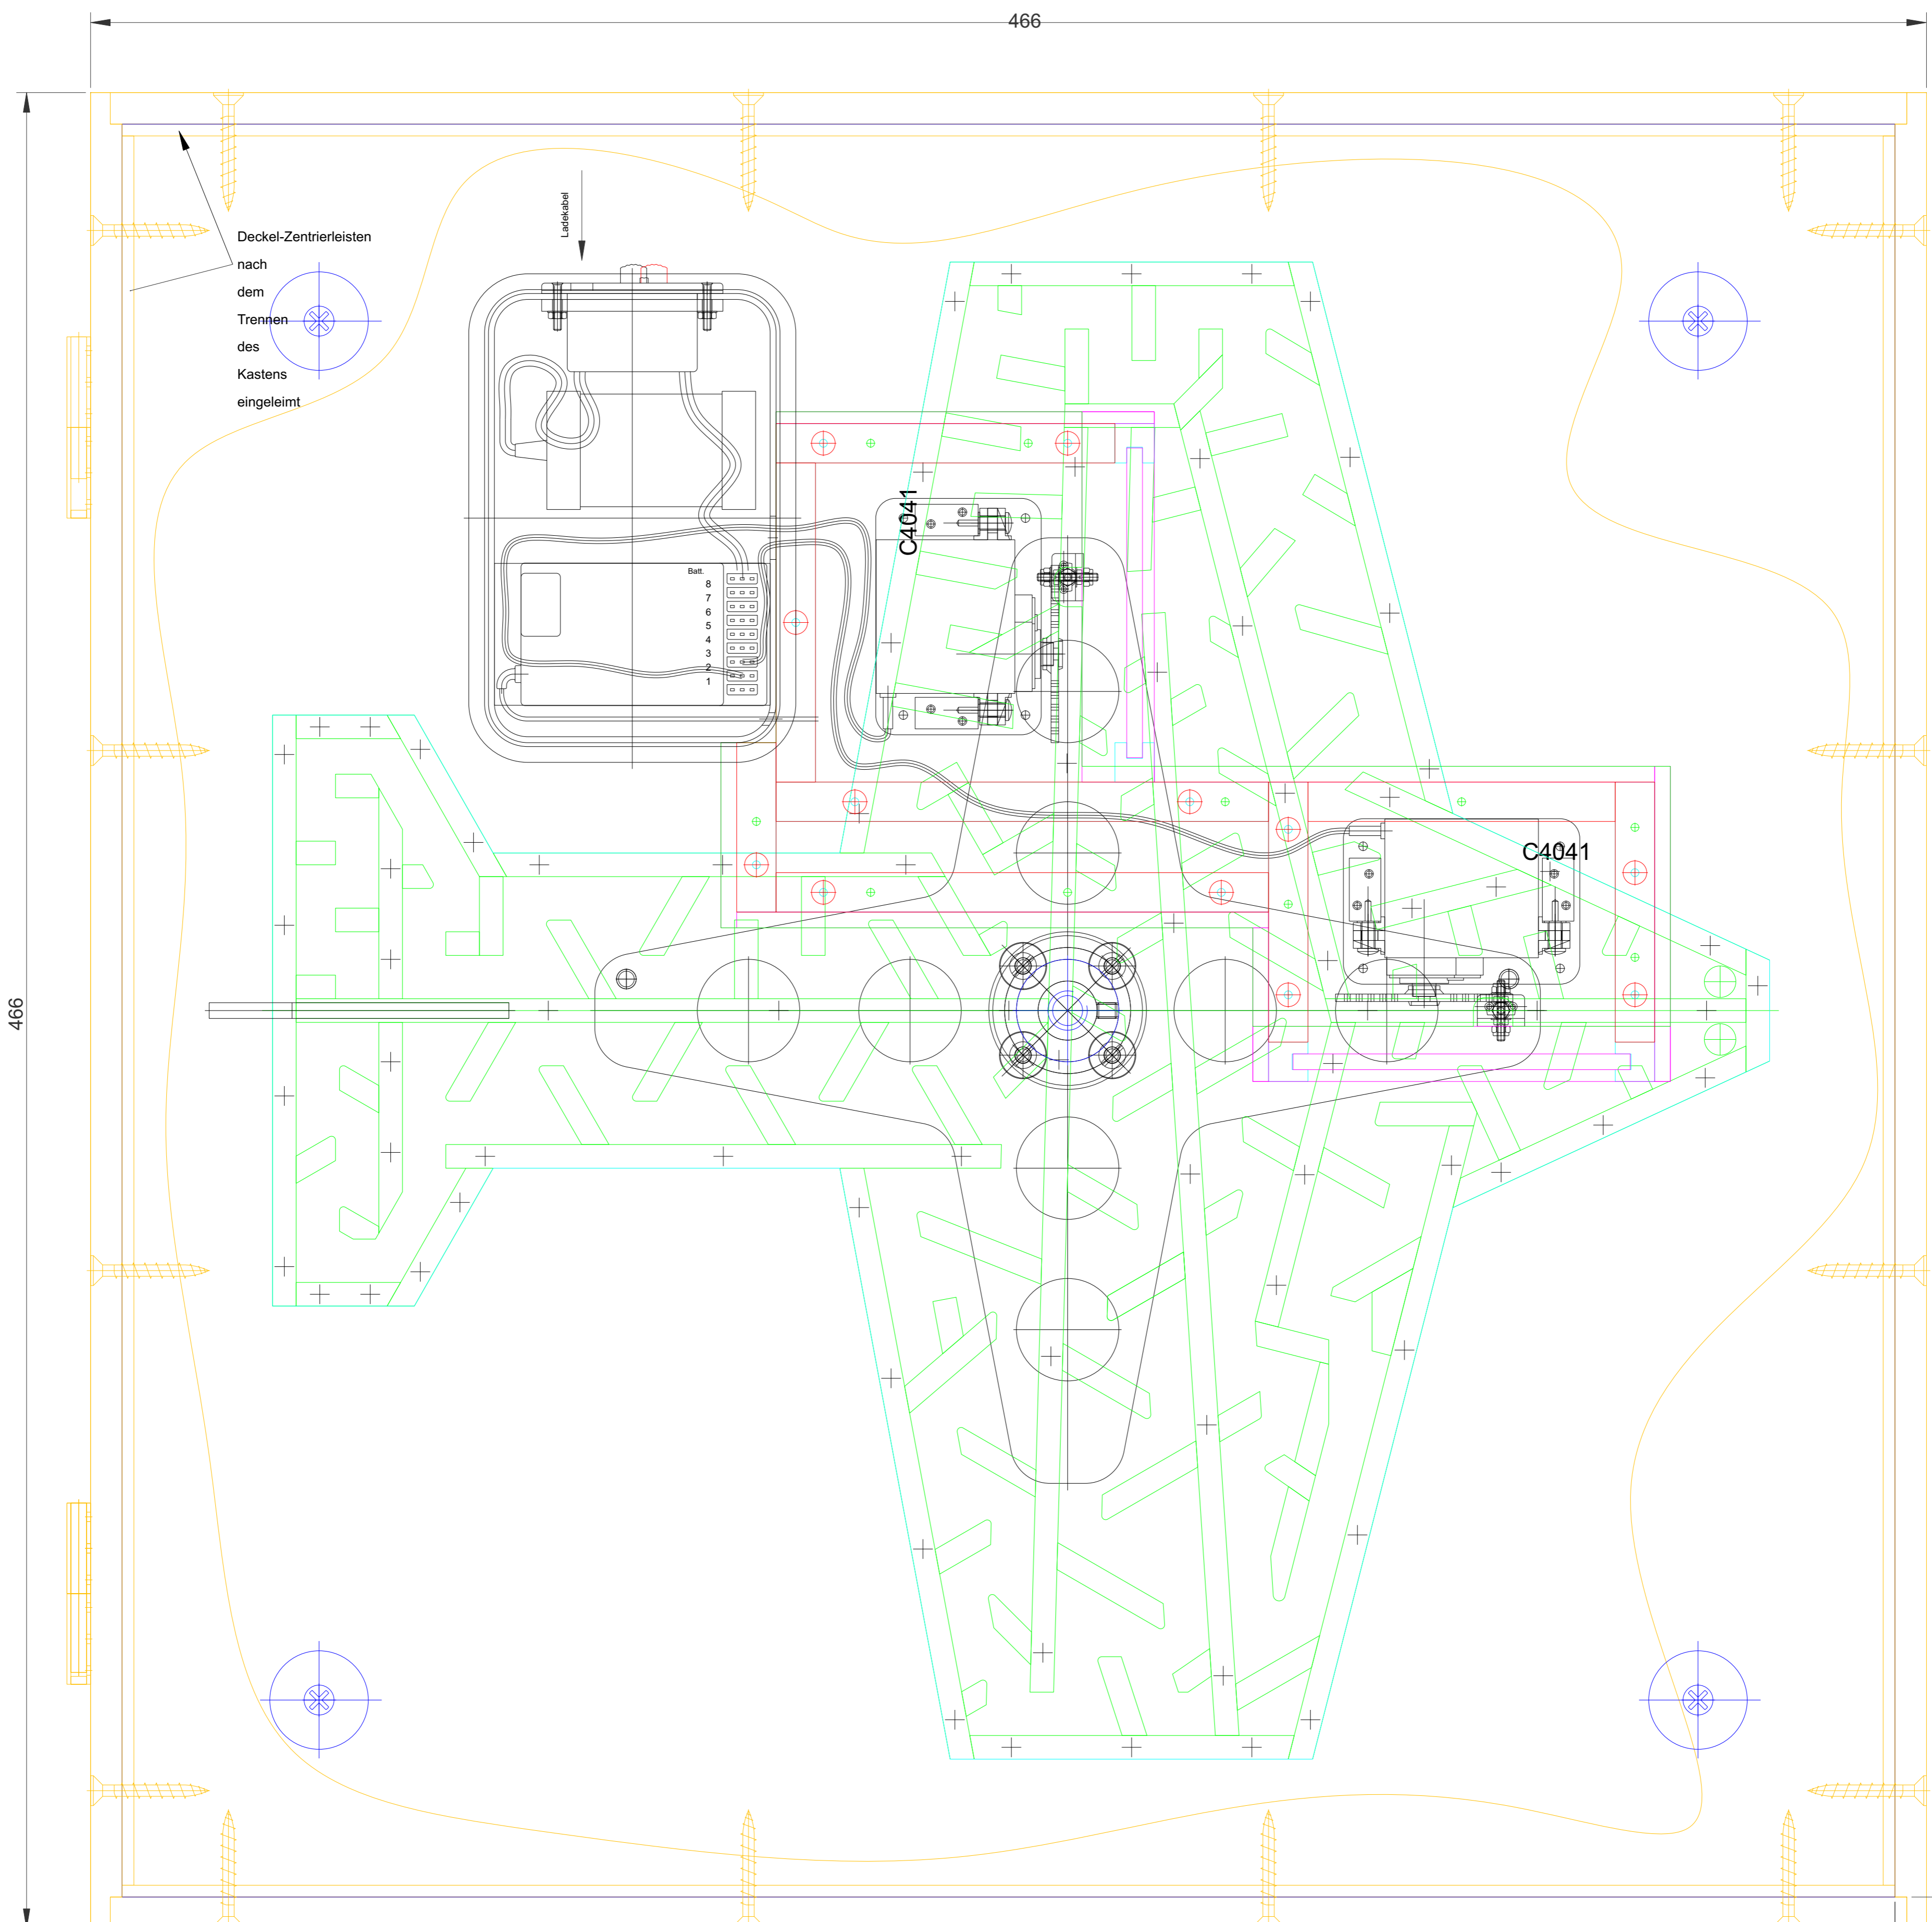 466
Deckel-Zentrierleisten
nach
dem
Trennen
des
Kastens
eingeleimt
Ladekabel
C4041
Batt.
8
7
6
5
4
3
2
1
C4041
466